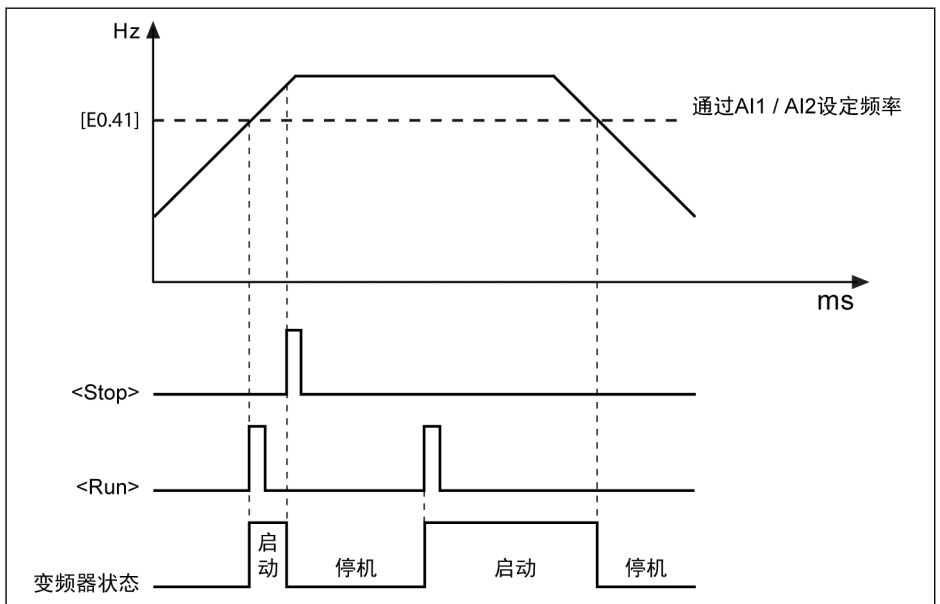 Hz
[E0.41]
通过AI1 / AI2设定频率
ms
<Stop>
<Run>
变频器状态
启动
停机
启动
停机